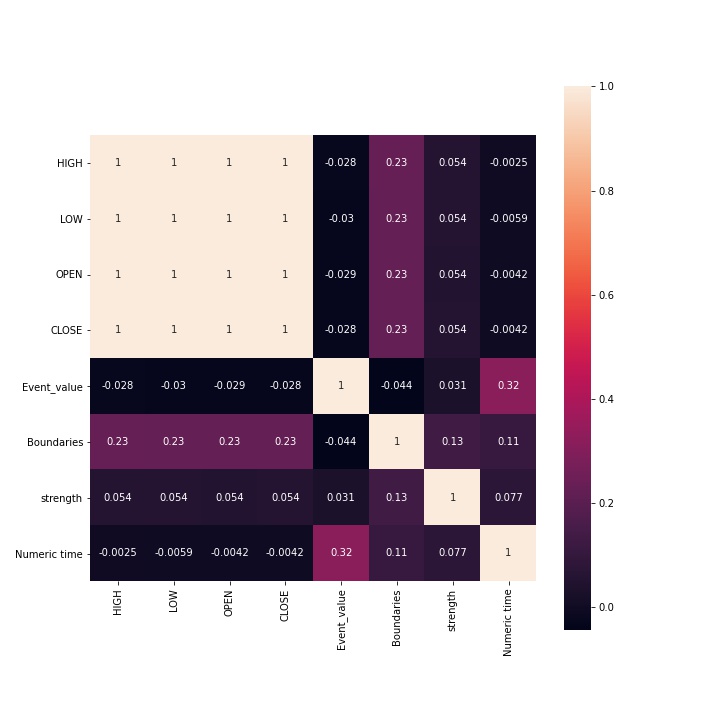 1.0
HIGH 1 1 1 1 -0.028 0.23 0.054 -0.0025
0.8
LOW 1 1 1 1 -0.03 0.23 0.054 -0.0059
OPEN 1 1 1 1 -0.029 0.23 0.054 -0.0042
0.6
CLOSE 1 1 1 1 -0.028 0.23 0.054 -0.0042
Event_value -0.028 -0.03 -0.029 -0.028 1 -0.044 0.031 0.32
0.4
Boundaries 0.23 0.23 0.23 0.23 -0.044 1 0.13 0.11
strength 0.054 0.054 0.054 0.054 0.031 0.13 1 0.077
0.2
Numeric time -0.0025 -0.0059 -0.0042 -0.0042 0.32 0.11 0.077 1
0.0
HIGH
LOW
OPEN
CLOSE
Event_value
Boundaries
strength
Numeric time